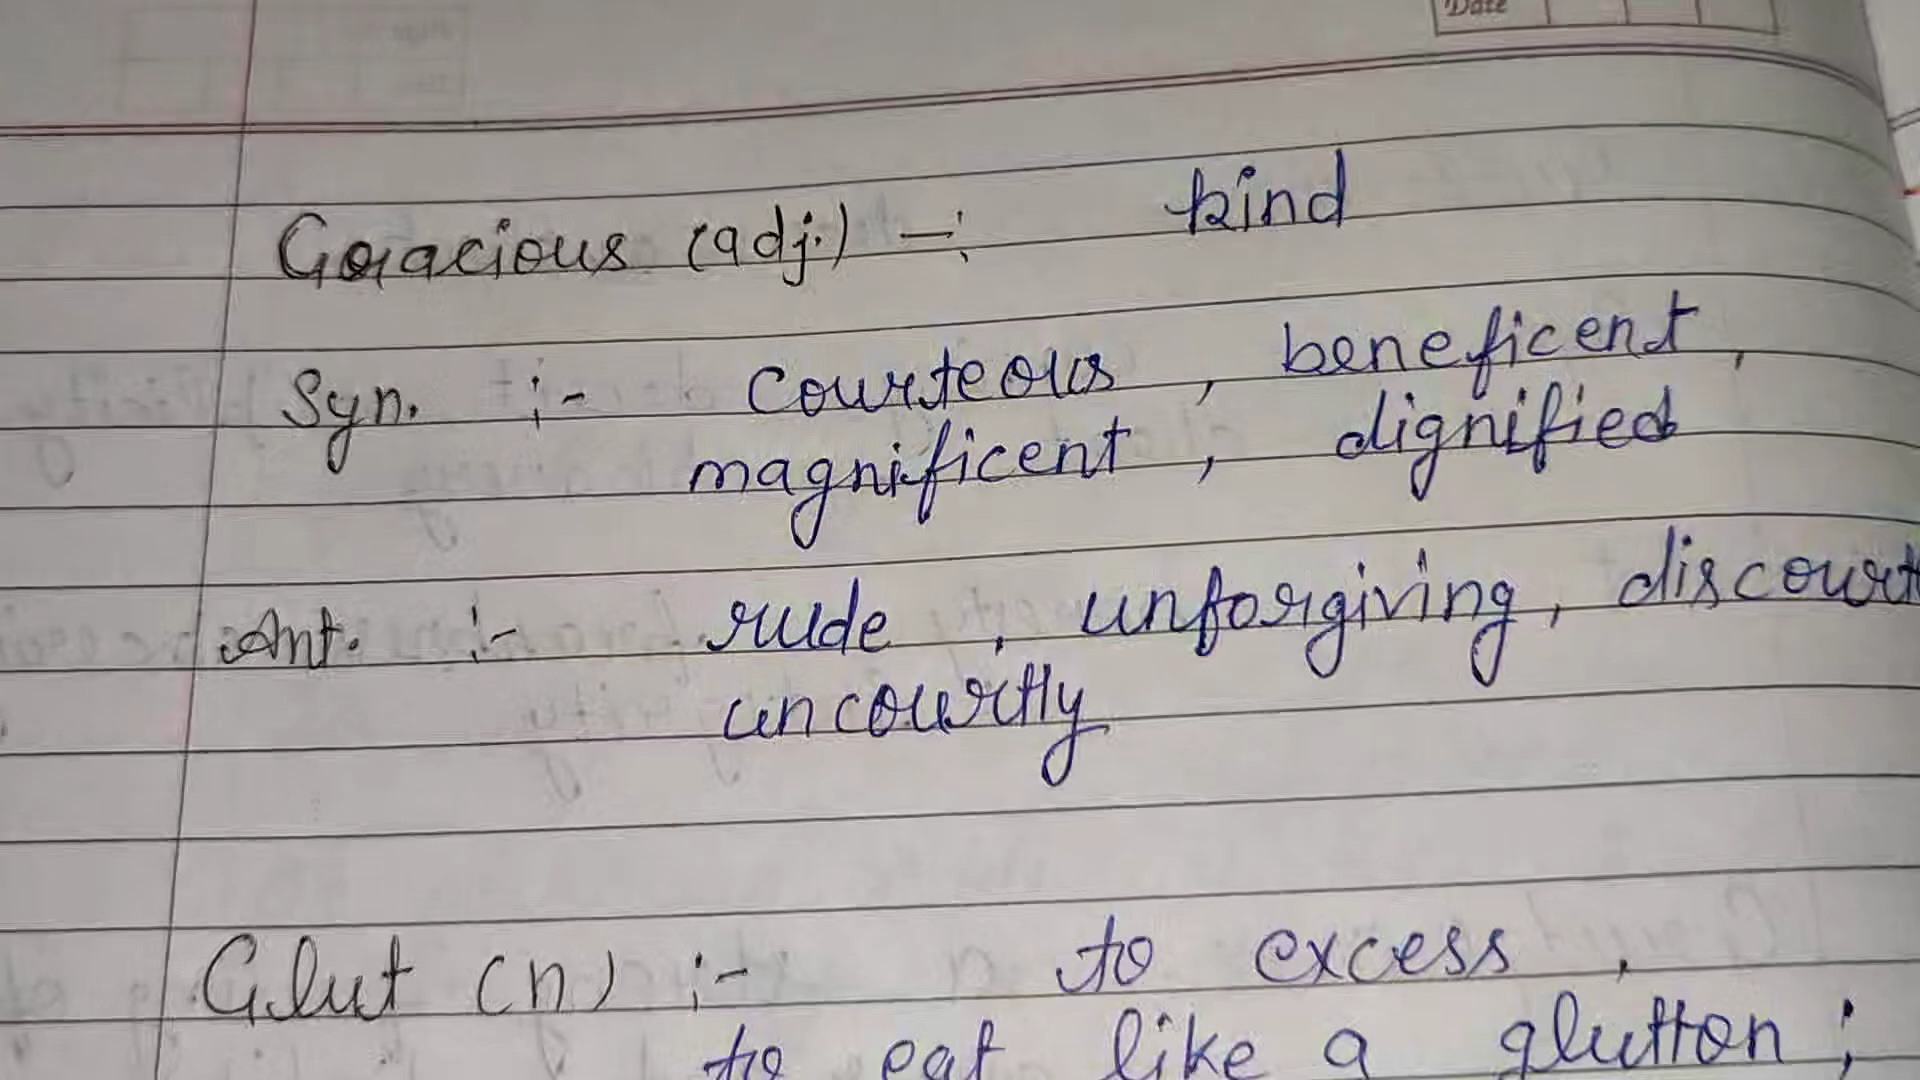 Date
Gracious (adj.) -: kind
Syn. :- courteous, beneficent,
magnificent, dignified
Ant. :- rude, unforgiving, discourt
uncourtly
Glut (n) :- to excess,
to eat like a glutton;